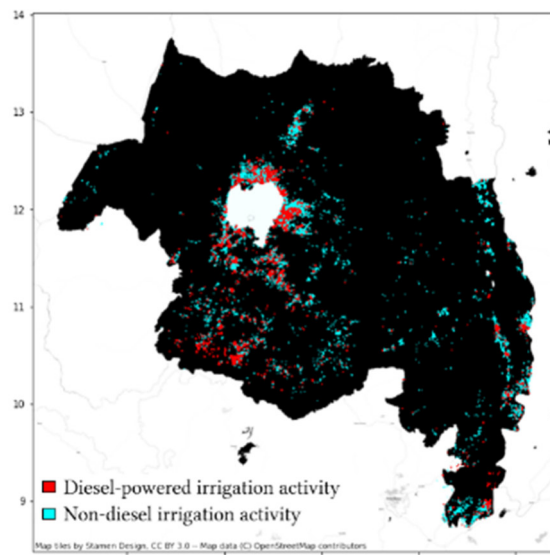 14
13
12
11
10
9
Diesel-powered irrigation activity
Non-diesel irrigation activity
Map tiles by Stamen Design, CC BY 3.0 -- Map data (C) OpenStreetMap contributors